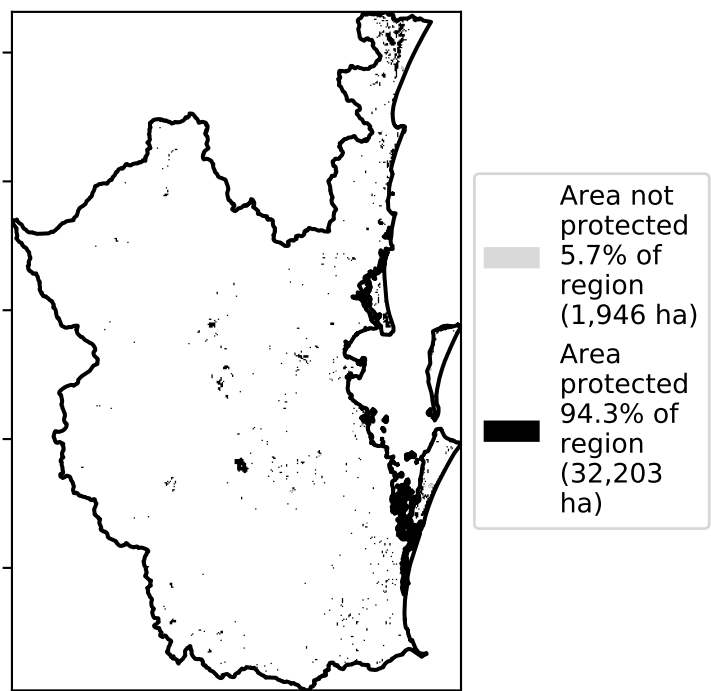 Area not
protected
5.7% of
region
(1,946 ha)
Area
protected
94.3% of
region
(32,203
ha)